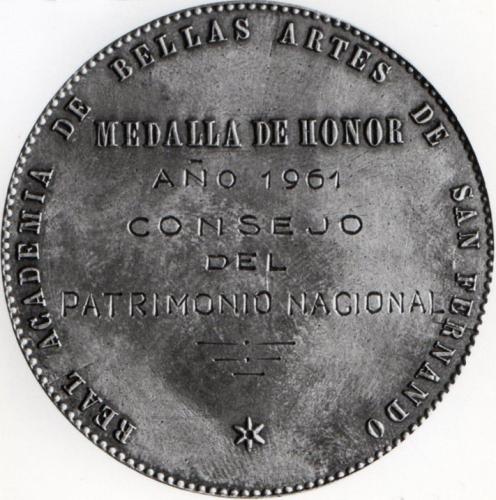 REAL ACADEMIA DE BELLAS ARTES DE SAN FERNANDO
MEDALLA DE HONOR
AÑO 1961
CONSEJO
DEL
PATRIMONIO NACIONAL